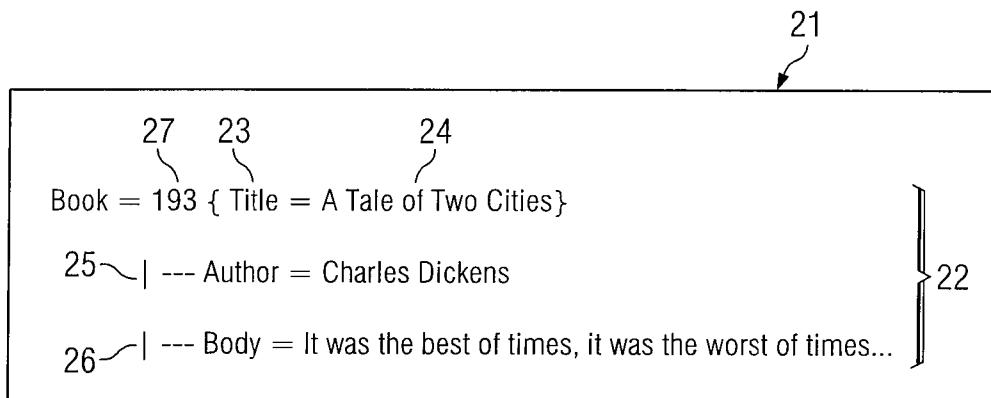 21
27 23 24
Book = 193 { Title = A Tale of Two Cities}
25 | --- Author = Charles Dickens
22
26 | --- Body = It was the best of times, it was the worst of times...